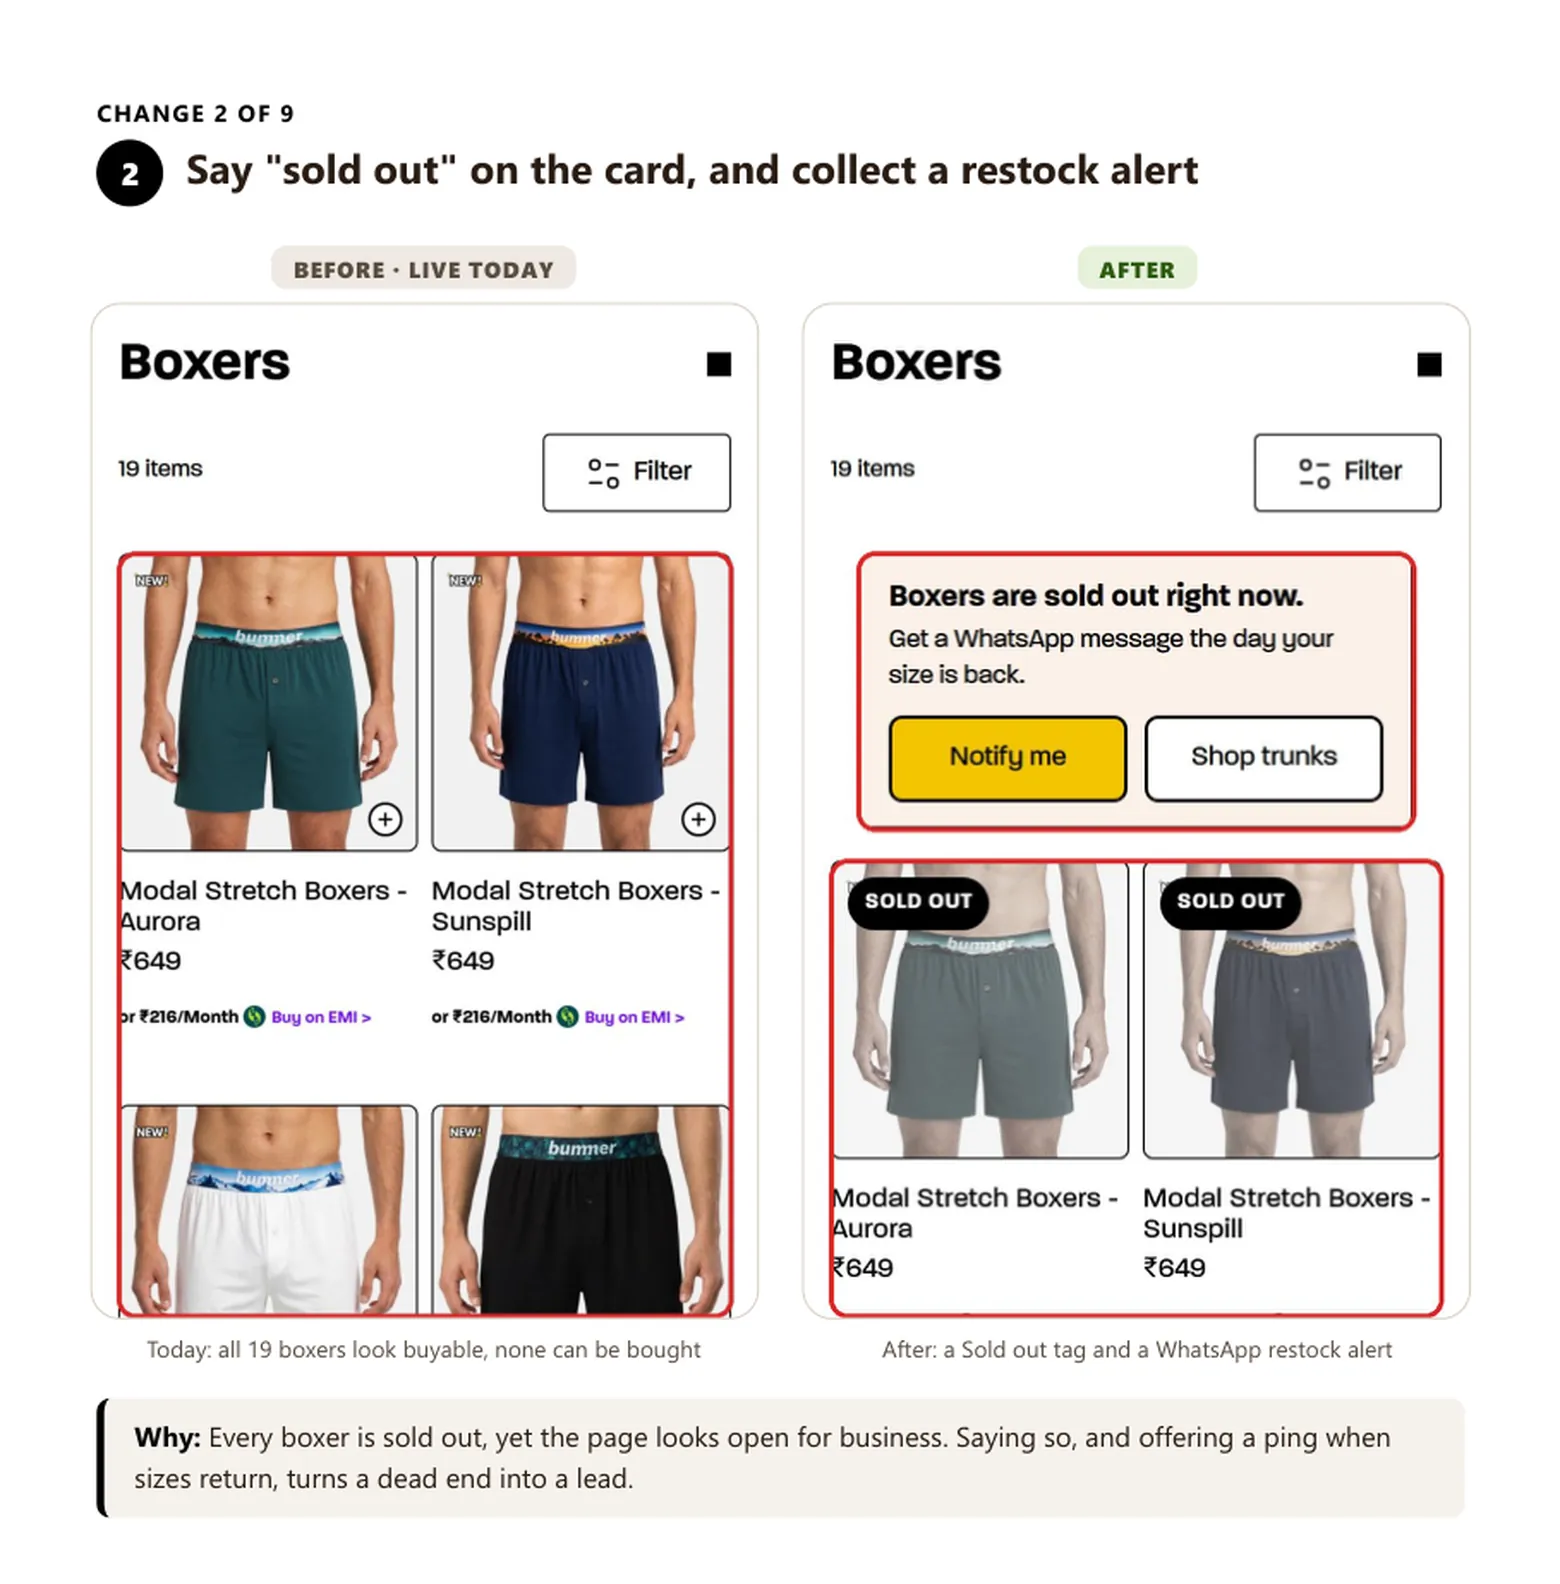 CHANGE 2 OF 9
2 Say "sold out" on the card, and collect a restock alert
BEFORE · LIVE TODAY
Boxers
19 items
Filter
NEW!
NEW!
bummer
bummer
Modal Stretch Boxers -
Aurora
₹649
or ₹216/Month Buy on EMI >
Modal Stretch Boxers -
Sunspill
₹649
or ₹216/Month Buy on EMI >
NEW!
NEW!
bummer
bummer
Today: all 19 boxers look buyable, none can be bought
AFTER
Boxers
19 items
Filter
Boxers are sold out right now.
Get a WhatsApp message the day your
size is back.
Notify me
Shop trunks
SOLD OUT
SOLD OUT
bummer
bummer
Modal Stretch Boxers -
Aurora
₹649
Modal Stretch Boxers -
Sunspill
₹649
After: a Sold out tag and a WhatsApp restock alert
Why: Every boxer is sold out, yet the page looks open for business. Saying so, and offering a ping when
sizes return, turns a dead end into a lead.